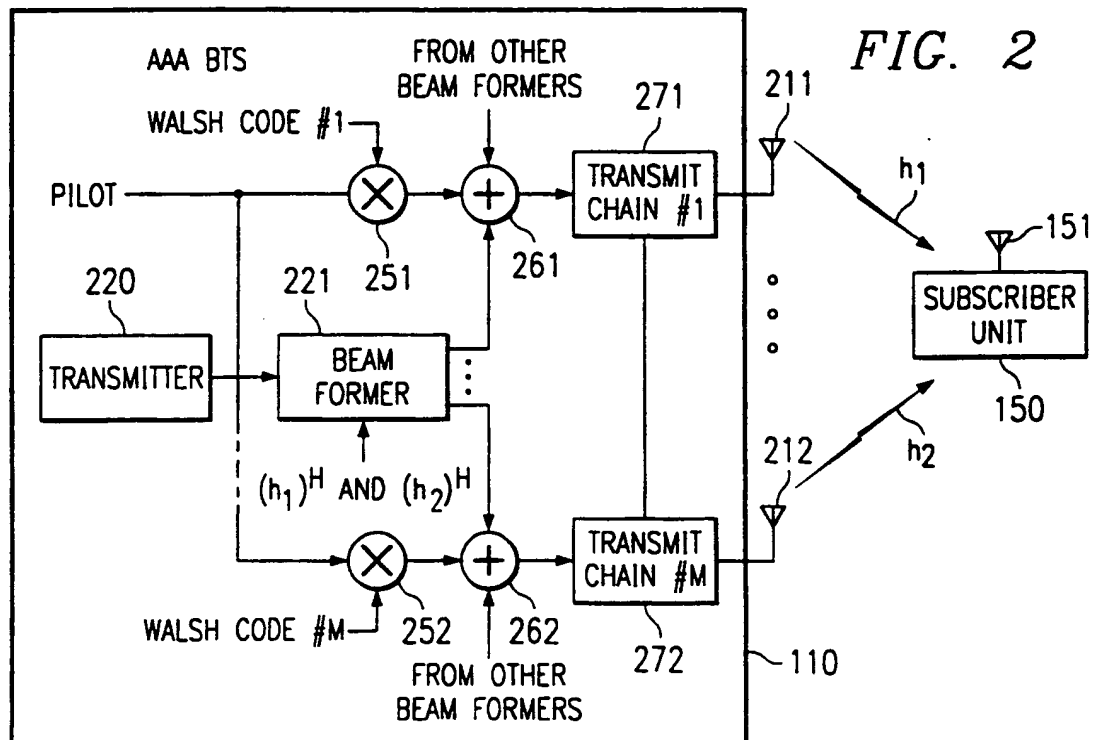 FIG. 2
AAA BTS
FROM OTHER
BEAM FORMERS
WALSH CODE #1
271
211
PILOT
TRANSMIT
CHAIN #1
h1
251
261
151
220
221
SUBSCRIBER
UNIT
TRANSMITTER
BEAM
FORMER
150
212
h2
(h1)H AND (h2)H
TRANSMIT
CHAIN #M
WALSH CODE #M
252
262
272
110
FROM OTHER
BEAM FORMERS